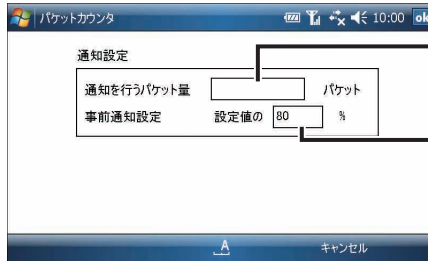 パケットカウンタ 10:00 ok
通知設定
通知を行うパケット量 パケット
事前通知設定 設定値の 80 %
A キャンセル